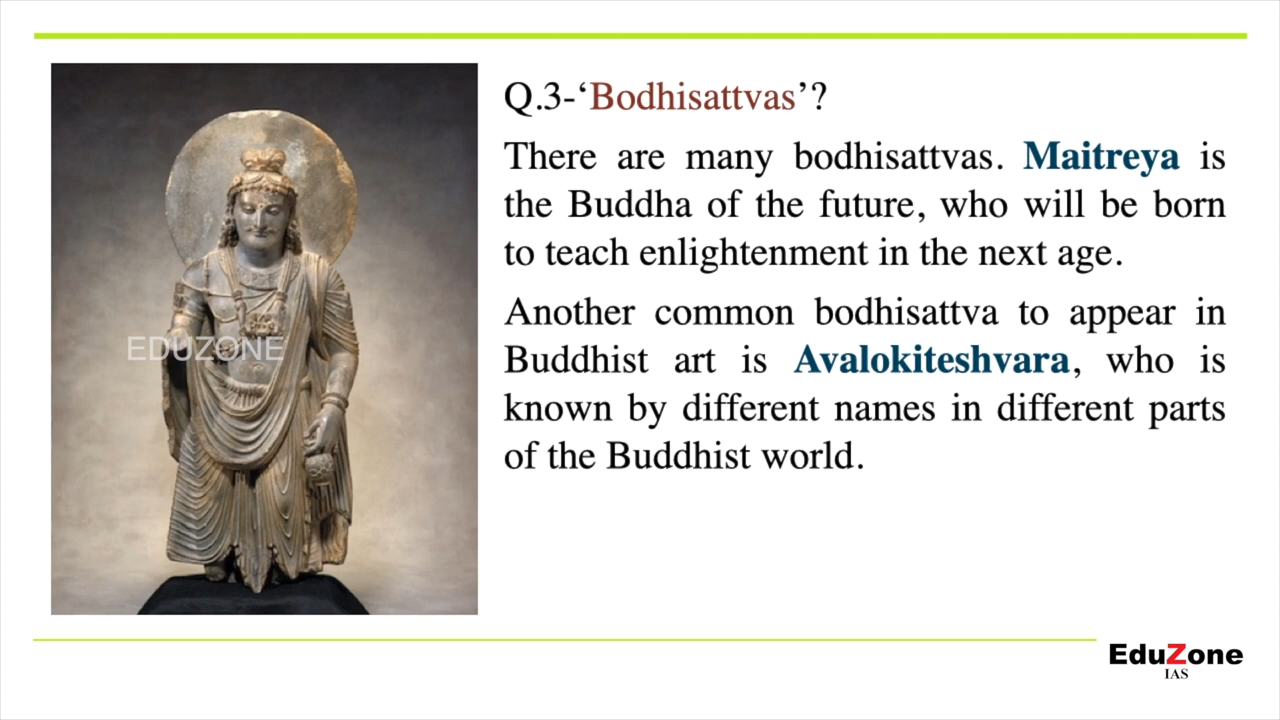 Q.3-‘Bodhisattvas’?
There are many bodhisattvas. Maitreya is
the Buddha of the future, who will be born
to teach enlightenment in the next age.
Another common bodhisattva to appear in
Buddhist art is Avalokiteshvara, who is
known by different names in different parts
of the Buddhist world.
EDUZONE
EduZone
IAS